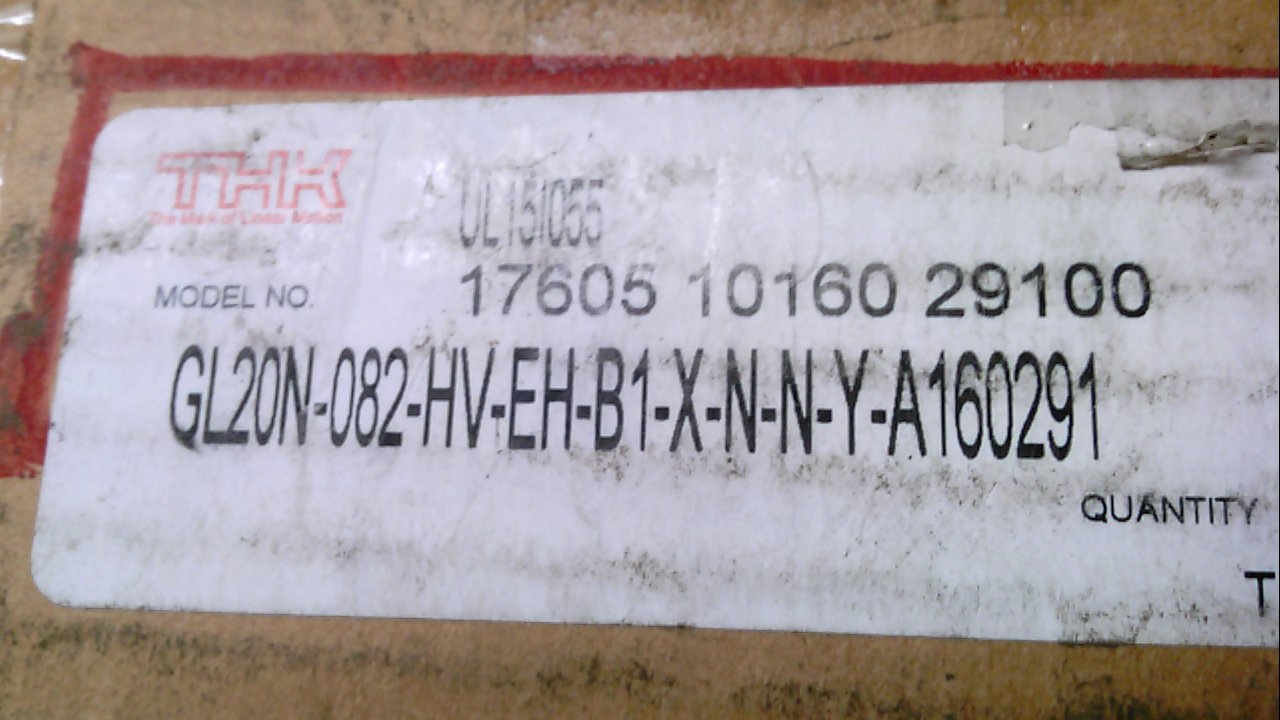 THK
The Mark of Linear Motion
UL151055
MODEL NO. 17605 10160 29100
GL20N-082-HV-EH-B1-X-N-N-Y-A160291
QUANTITY
T